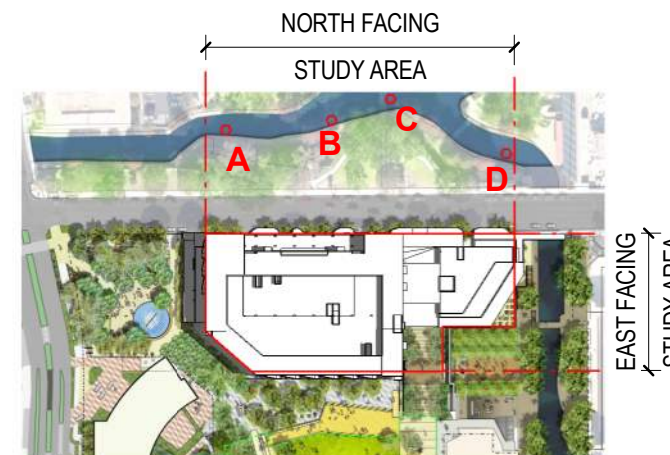 NORTH FACING
STUDY AREA
A
B
C
D
EAST FACING
STUDY AREA